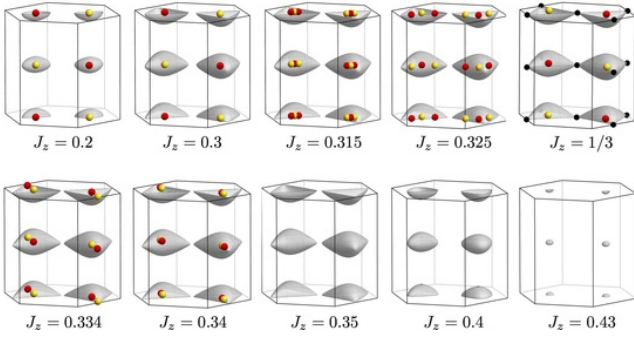 J_z = 0.2
J_z = 0.3
J_z = 0.315
J_z = 0.325
J_z = 1/3
J_z = 0.334
J_z = 0.34
J_z = 0.35
J_z = 0.4
J_z = 0.43